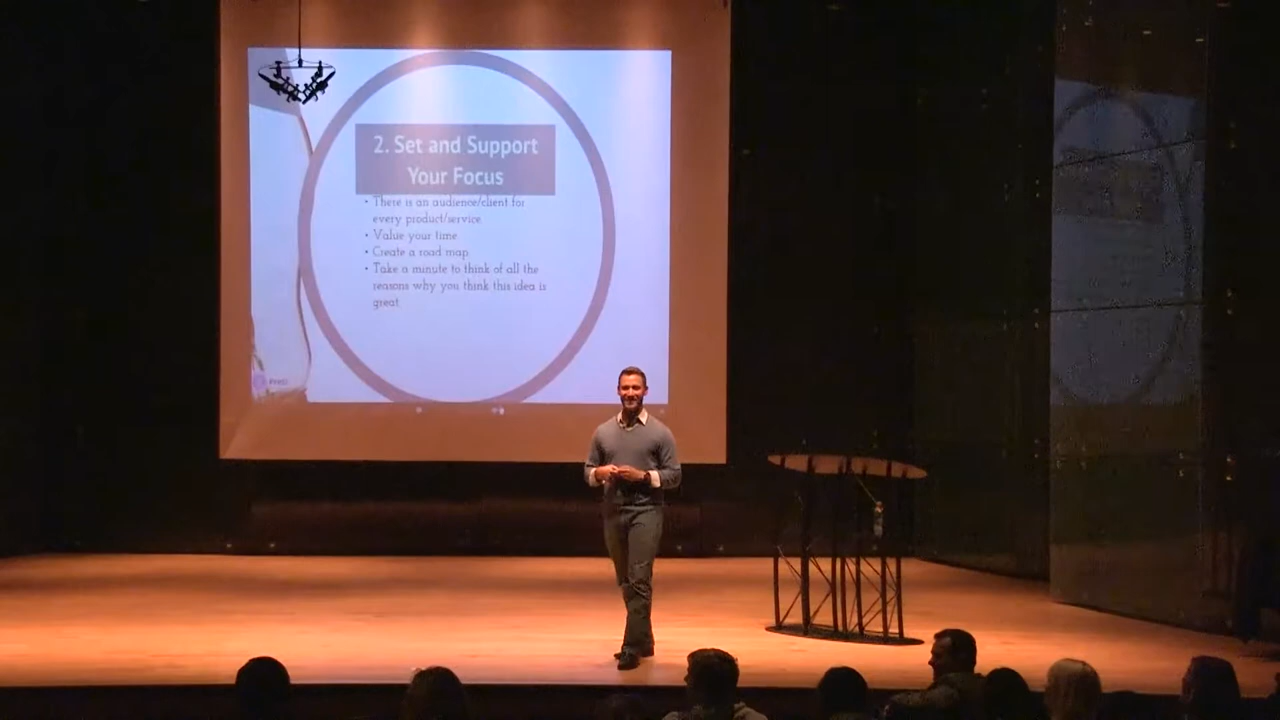 2. Set and Support
Your Focus
• There is an audience/client for
every product/service
• Value your time
• Create a road map
• Take a minute to think of all the
reasons why you think this idea is
great
Prezi